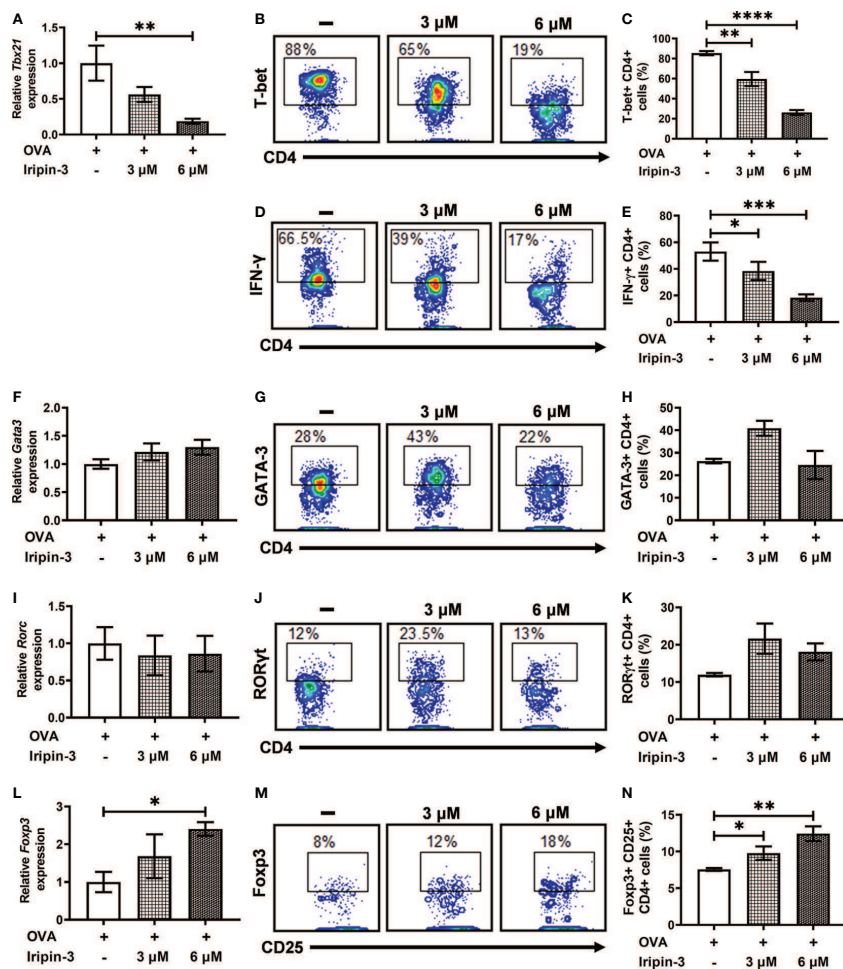 A
Relative Tbx21
expression
1.5
1.0
0.5
0.0
**
OVA + + +
Iripin-3 - 3 µM 6 µM
B
– 3 µM 6 µM
88% 65% 19%
T-bet
CD4
C
T-bet+ CD4+
cells (%)
100
80
60
40
20
0
****
**
OVA + + +
Iripin-3 - 3 µM 6 µM
D
– 3 µM 6 µM
66.5% 39% 17%
IFN-γ
CD4
E
IFN-γ+ CD4+
cells (%)
80
60
40
20
0
***
*
OVA + + +
Iripin-3 - 3 µM 6 µM
F
Relative Gata3
expression
2.0
1.5
1.0
0.5
0.0
OVA + + +
Iripin-3 - 3 µM 6 µM
G
– 3 µM 6 µM
28% 43% 22%
GATA-3
CD4
H
GATA-3+ CD4+
cells (%)
50
40
30
20
10
0
OVA + + +
Iripin-3 - 3 µM 6 µM
I
Relative Rorc
expression
1.5
1.0
0.5
0.0
OVA + + +
Iripin-3 - 3 µM 6 µM
J
– 3 µM 6 µM
12% 23.5% 13%
RORγt
CD4
K
RORγt+ CD4+
cells (%)
30
20
10
0
OVA + + +
Iripin-3 - 3 µM 6 µM
L
Relative Foxp3
expression
3
2
1
0
*
OVA + + +
Iripin-3 - 3 µM 6 µM
M
– 3 µM 6 µM
8% 12% 18%
Foxp3
CD25
N
Foxp3+ CD25+
CD4+ cells (%)
15
10
5
0
**
*
OVA + + +
Iripin-3 - 3 µM 6 µM